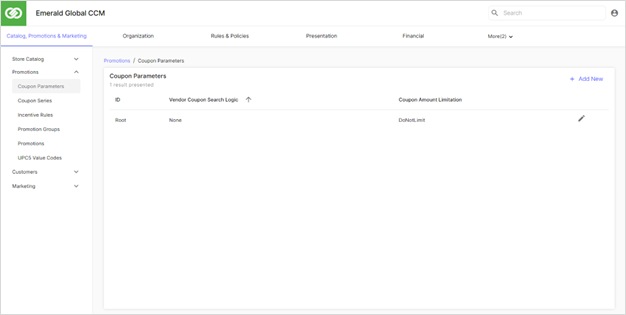 Emerald Global CCM
Search
Catalog, Promotions & Marketing
Organization
Rules & Policies
Presentation
Financial
More(2)
Store Catalog
Promotions
Coupon Parameters
Coupon Series
Incentive Rules
Promotion Groups
Promotions
UPC5 Value Codes
Customers
Marketing
Promotions / Coupon Parameters
Coupon Parameters
1 result presented
+ Add New
ID Vendor Coupon Search Logic Coupon Amount Limitation
Root None DoNotLimit